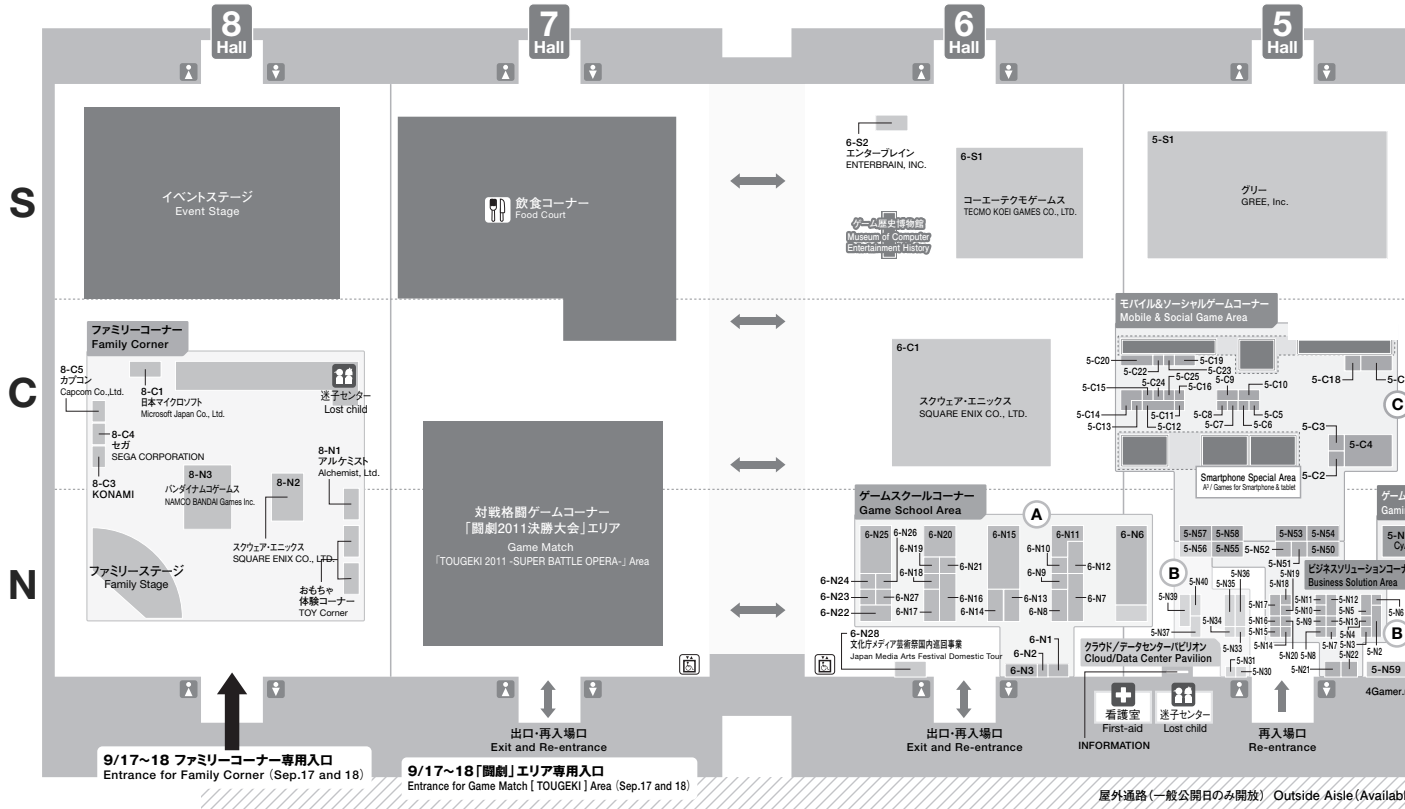 8
Hall
7
Hall
6
Hall
5
Hall
S
C
N
イベントステージ
Event Stage
飲食コーナー
Food Court
6-S2
エンターブレイン
ENTERBRAIN, INC.
ゲーム歴史博物館
Museum of Computer
Entertainment History
6-S1
コーエーテクモゲームス
TECMO KOEI GAMES CO., LTD.
5-S1
グリー
GREE, Inc.
ファミリーコーナー
Family Corner
8-C5
カプコン
Capcom Co.,Ltd.
8-C1
日本マイクロソフト
Microsoft Japan Co., Ltd.
迷子センター
Lost child
8-C4
セガ
SEGA CORPORATION
8-C3
KONAMI
8-N3
バンダイナムコゲームス
NAMCO BANDAI Games Inc.
8-N2
スクウェア・エニックス
SQUARE ENIX CO., LTD.
8-N1
アルケミスト
Alchemist, Ltd.
ファミリーステージ
Family Stage
おもちゃ
体験コーナー
TOY Corner
対戦格闘ゲームコーナー
「闘劇2011決勝大会」エリア
Game Match
「TOUGEKI 2011 -SUPER BATTLE OPERA-」 Area
6-C1
スクウェア・エニックス
SQUARE ENIX CO., LTD.
モバイル&ソーシャルゲームコーナー
Mobile & Social Game Area
5-C20
5-C19
5-C22
5-C23
5-C25
5-C24
5-C16
5-C15
5-C9
5-C10
5-C18
5-C
C
5-C14
5-C11
5-C13
5-C12
5-C8
5-C5
5-C7
5-C6
5-C3
5-C4
5-C2
Smartphone Special Area
A³ / Games for Smartphone & tablet
ゲームスクールコーナー
Game School Area
A
6-N25
6-N26
6-N20
6-N19
6-N21
6-N18
6-N24
6-N23
6-N27
6-N22
6-N17
6-N16
6-N15
6-N14
6-N13
6-N11
6-N10
6-N12
6-N9
6-N8
6-N7
6-N6
6-N28
文化庁メディア芸術祭国内巡回事業
Japan Media Arts Festival Domestic Tour
6-N1
6-N2
6-N3
ゲーム
Gami
5-N
Cy
5-N57
5-N58
5-N53
5-N54
5-N56
5-N55
5-N52
5-N50
5-N51
B
ビジネスソリューションコーナ
Business Solution Area
5-N40
5-N39
5-N37
5-N36
5-N35
5-N34
5-N33
5-N31
5-N30
5-N19
5-N18
5-N17
5-N16
5-N15
5-N14
5-N20
5-N11
5-N10
5-N9
5-N8
5-N7
5-N12
5-N5
5-N13
5-N4
5-N3
5-N22
5-N21
5-N6
5-N2
B
5-N59
4Gamer.
クラウド/データセンターパビリオン
Cloud/Data Center Pavilion
看護室
First-aid
迷子センター
Lost child
INFORMATION
出口・再入場口
Exit and Re-entrance
出口・再入場口
Exit and Re-entrance
再入場口
Re-entrance
9/17~18 ファミリーコーナー専用入口
Entrance for Family Corner (Sep.17 and 18)
9/17~18「闘劇」エリア専用入口
Entrance for Game Match [ TOUGEKI ] Area (Sep.17 and 18)
屋外通路(一般公開日のみ開放) Outside Aisle (Availab